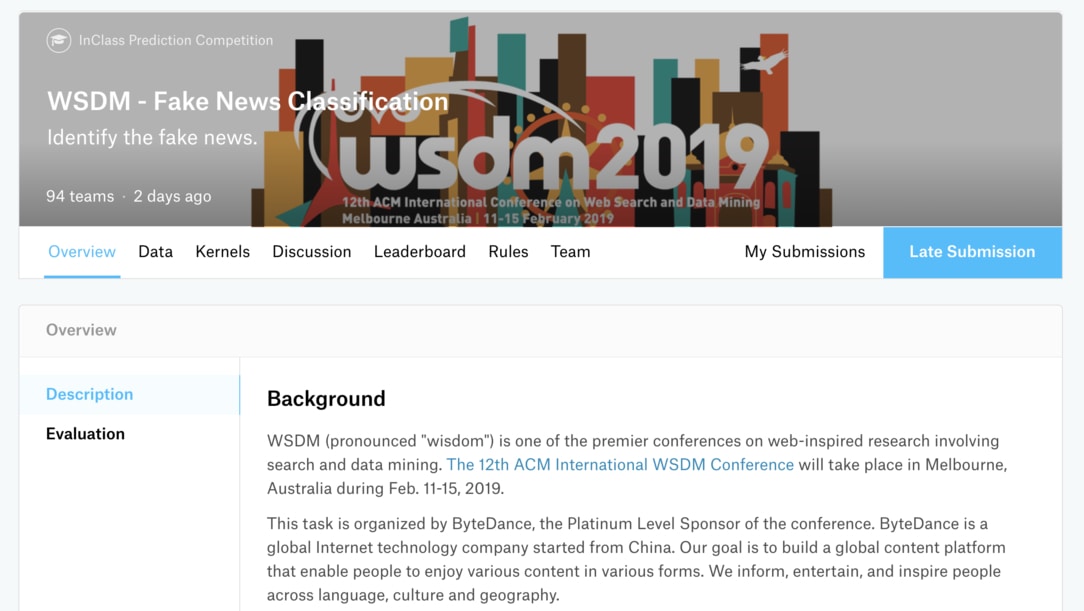 InClass Prediction Competition
WSDM - Fake News Classification
Identify the fake news.
wsdm2019
12th ACM International Conference on Web Search and Data Mining
Melbourne Australia | 11-15 February 2019
94 teams · 2 days ago
Overview Data Kernels Discussion Leaderboard Rules Team My Submissions Late Submission
Overview
Description
Evaluation
Background
WSDM (pronounced "wisdom") is one of the premier conferences on web-inspired research involving
search and data mining. The 12th ACM International WSDM Conference will take place in Melbourne,
Australia during Feb. 11-15, 2019.
This task is organized by ByteDance, the Platinum Level Sponsor of the conference. ByteDance is a
global Internet technology company started from China. Our goal is to build a global content platform
that enable people to enjoy various content in various forms. We inform, entertain, and inspire people
across language, culture and geography.